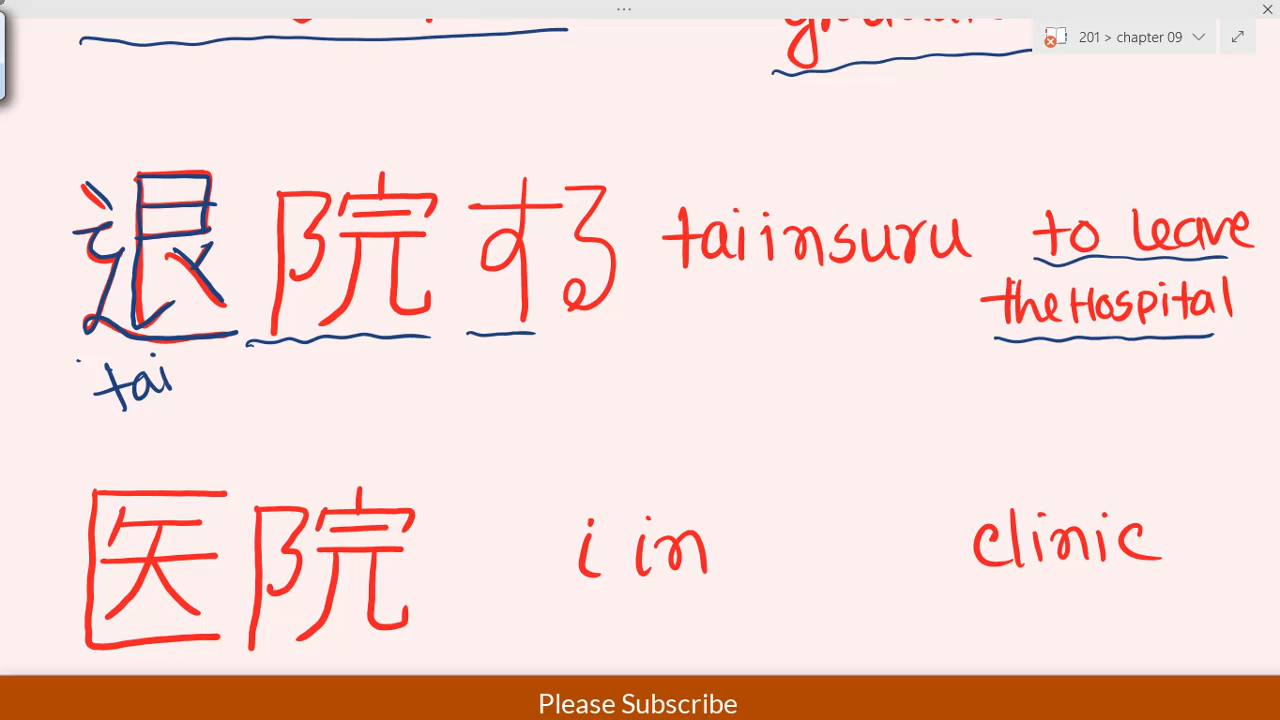 201 > chapter 09
退院する taiinsuru to leave
the Hospital
tai
医院 i in clinic
Please Subscribe